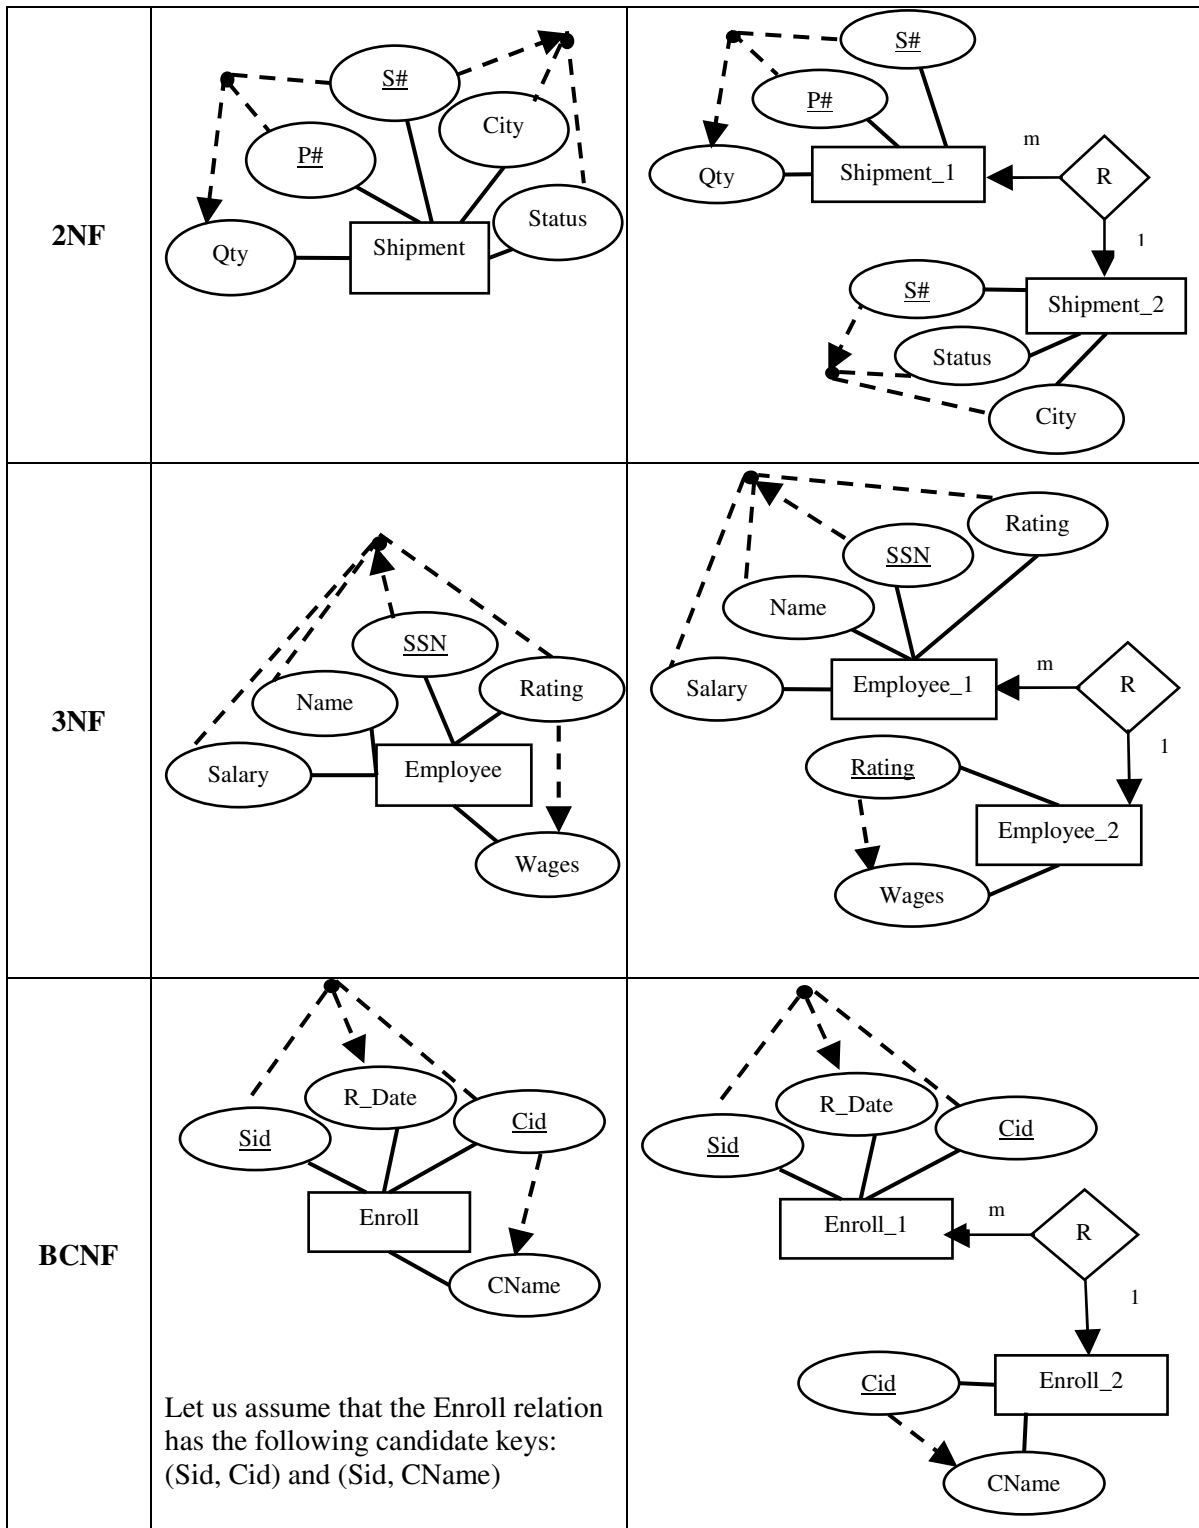 2NF
S#
P#
City
Qty
Shipment
Status
S#
P#
Qty
Shipment_1
m
R
1
S#
Shipment_2
Status
City
3NF
SSN
Name
Rating
Salary
Employee
Wages
Rating
SSN
Name
Salary
Employee_1
m
R
1
Rating
Employee_2
Wages
BCNF
R_Date
Sid
Cid
Enroll
CName
Let us assume that the Enroll relation
has the following candidate keys:
(Sid, Cid) and (Sid, CName)
R_Date
Sid
Cid
Enroll_1
m
R
1
Cid
Enroll_2
CName